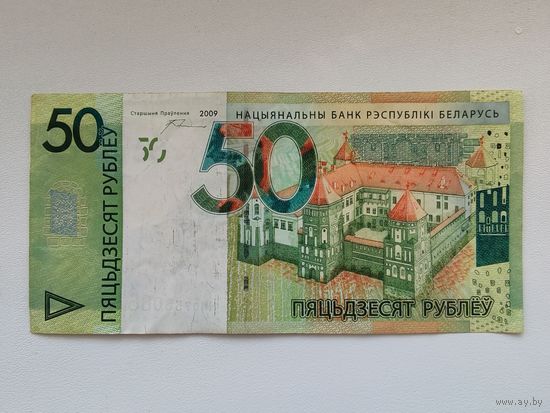 50
ПЯЦЬДЗЕСЯТ РУБЛЁЎ
Старшыня Праўлення 2009
НАЦЫЯНАЛЬНЫ БАНК РЭСПУБЛІКІ БЕЛАРУСЬ
50
ПЯЦЬДЗЕСЯТ РУБЛЁЎ
www.ay.by